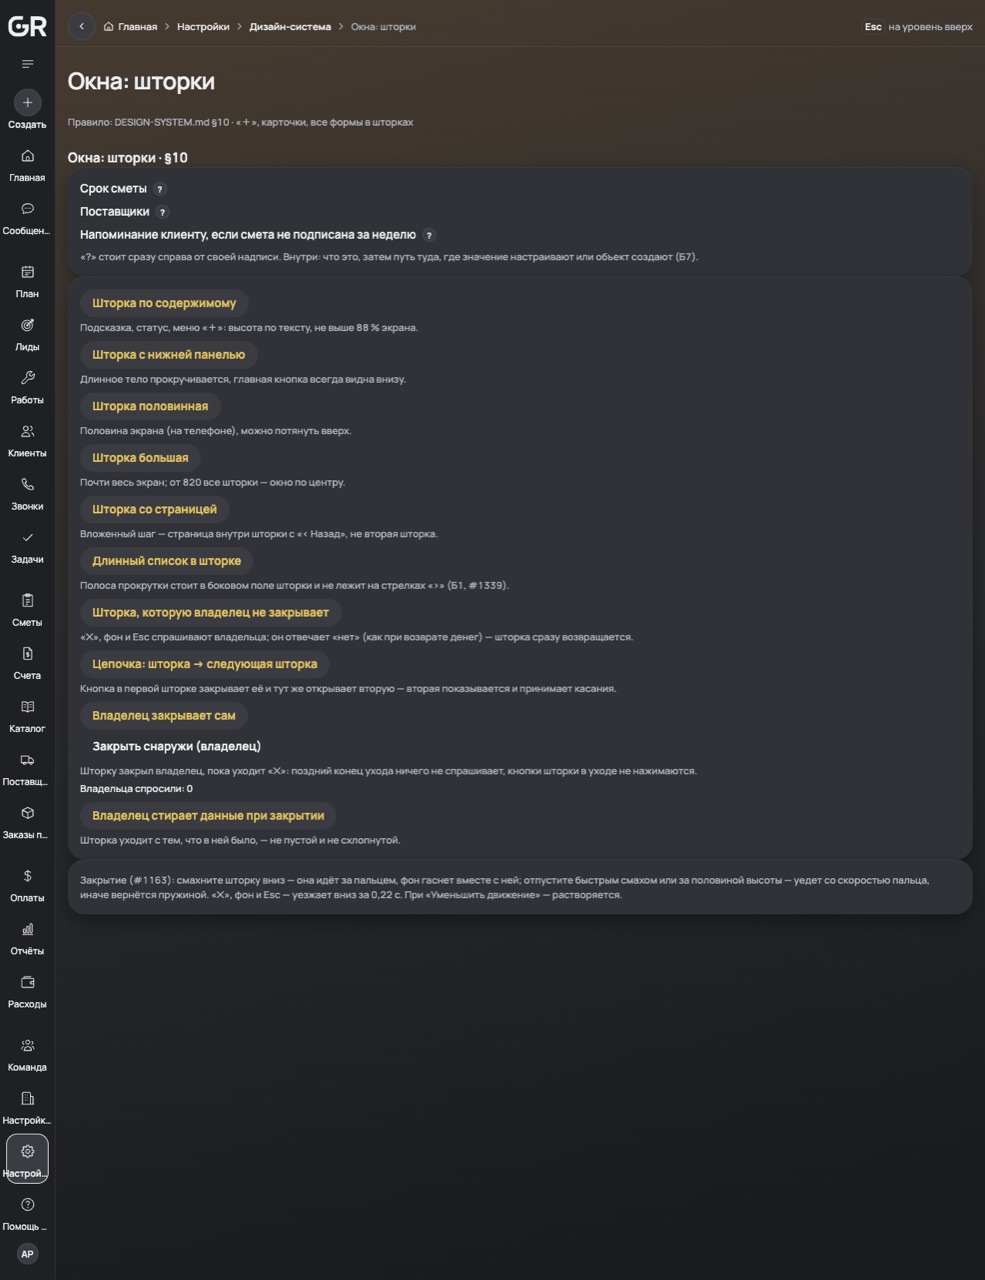 GR
Главная > Настройки > Дизайн-система > Окна: шторки
Esc на уровень вверх
Создать
Главная
Сообщен...
План
Лиды
Работы
Клиенты
Звонки
Задачи
Сметы
Счета
Каталог
Поставщ...
Заказы п...
Оплаты
Отчёты
Расходы
Команда
Настройк...
Настрой...
Помощь ...
AP
Окна: шторки
Правило: DESIGN-SYSTEM.md §10 · «＋», карточки, все формы в шторках
Окна: шторки · §10
Срок сметы ?
Поставщики ?
Напоминание клиенту, если смета не подписана за неделю ?
«?» стоит сразу справа от своей надписи. Внутри: что это, затем путь туда, где значение настраивают или объект создают (Б7).
Шторка по содержимому
Подсказка, статус, меню «＋»: высота по тексту, не выше 88 % экрана.
Шторка с нижней панелью
Длинное тело прокручивается, главная кнопка всегда видна внизу.
Шторка половинная
Половина экрана (на телефоне), можно потянуть вверх.
Шторка большая
Почти весь экран; от 820 все шторки — окно по центру.
Шторка со страницей
Вложенный шаг — страница внутри шторки с «‹ Назад», не вторая шторка.
Длинный список в шторке
Полоса прокрутки стоит в боковом поле шторки и не лежит на стрелках «›» (Б1, #1339).
Шторка, которую владелец не закрывает
«✕», фон и Esc спрашивают владельца; он отвечает «нет» (как при возврате денег) — шторка сразу возвращается.
Цепочка: шторка → следующая шторка
Кнопка в первой шторке закрывает её и тут же открывает вторую — вторая показывается и принимает касания.
Владелец закрывает сам
Закрыть снаружи (владелец)
Шторку закрыл владелец, пока уходит «✕»: поздний конец ухода ничего не спрашивает, кнопки шторки в уходе не нажимаются.
Владельца спросили: 0
Владелец стирает данные при закрытии
Шторка уходит с тем, что в ней было, — не пустой и не схлопнутой.
Закрытие (#1163): смахните шторку вниз — она идёт за пальцем, фон гаснет вместе с ней; отпустите быстрым смахом или за половиной высоты — уедет со скоростью пальца,
иначе вернётся пружиной. «✕», фон и Esc — уезжает вниз за 0,22 с. При «Уменьшить движение» — растворяется.